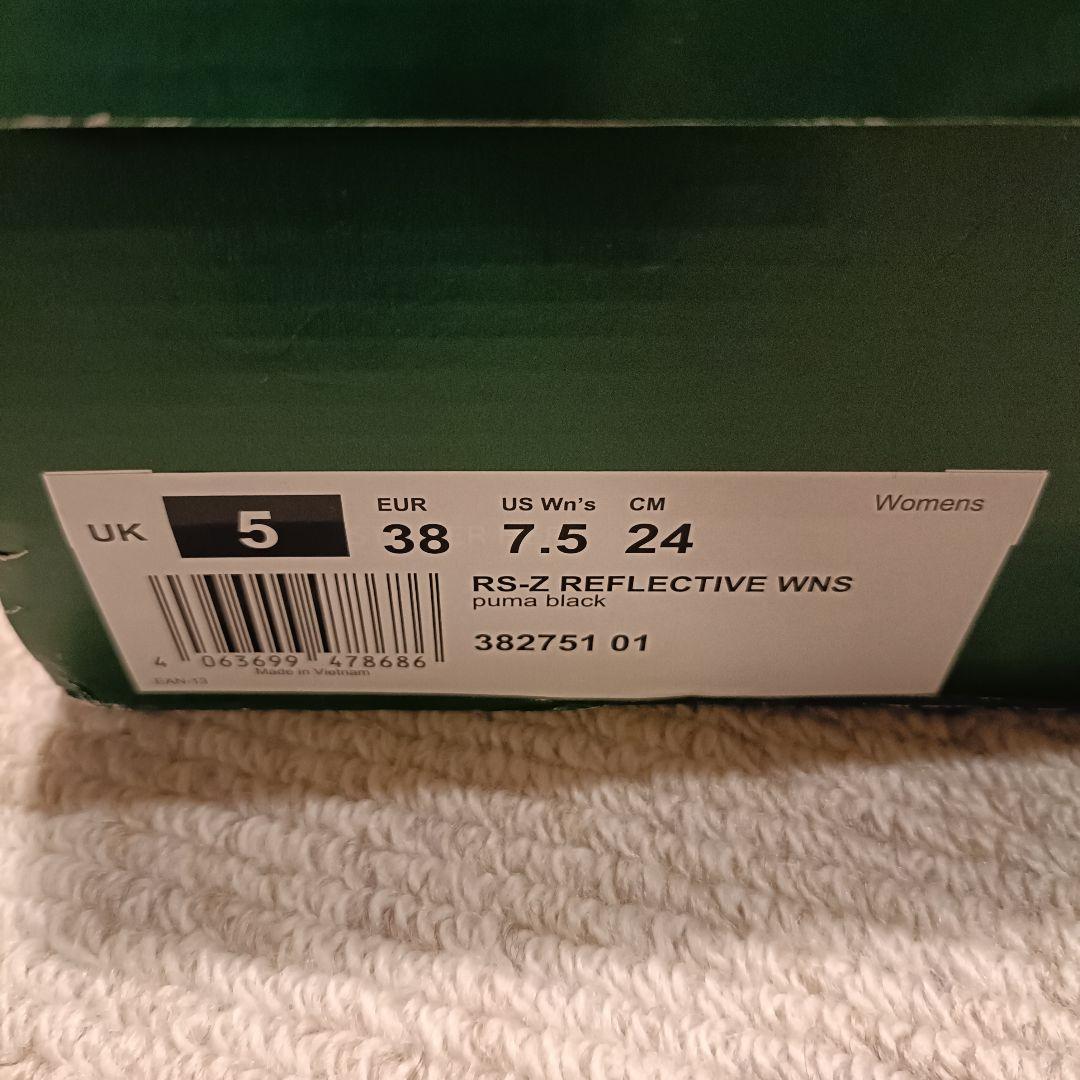 UK 5
EUR US Wn's CM Womens
38 7.5 24
RS-Z REFLECTIVE WNS
puma black
382751 01
4 063699 478686
Made in Vietnam
EAN-13